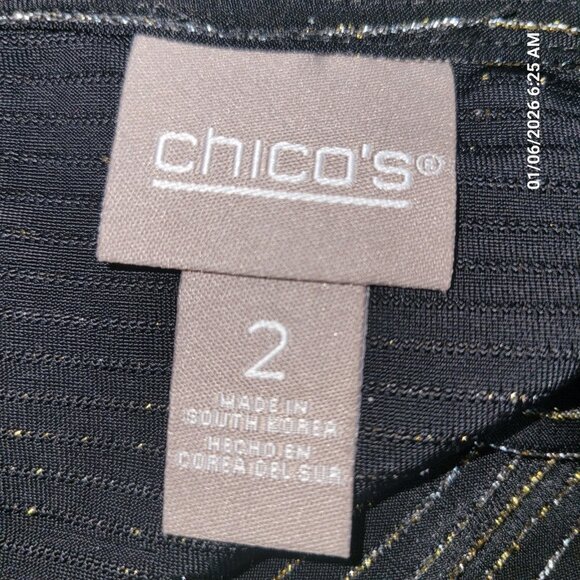 chico's®
2
MADE IN
SOUTH KOREA
HECHO EN
COREA DEL SUR
01/06/2026 6:25 AM